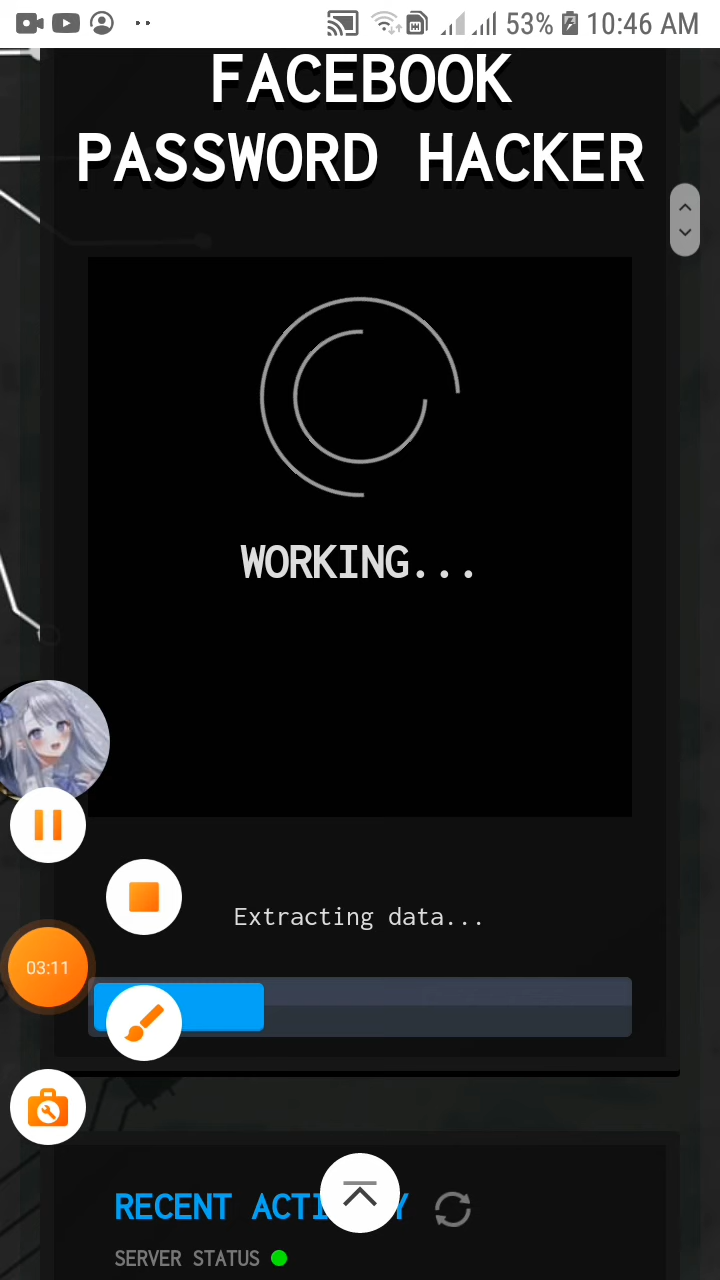 53% 10:46 AM
FACEBOOK
PASSWORD HACKER
WORKING...
Extracting data...
03:11
RECENT ACTI Y
SERVER STATUS